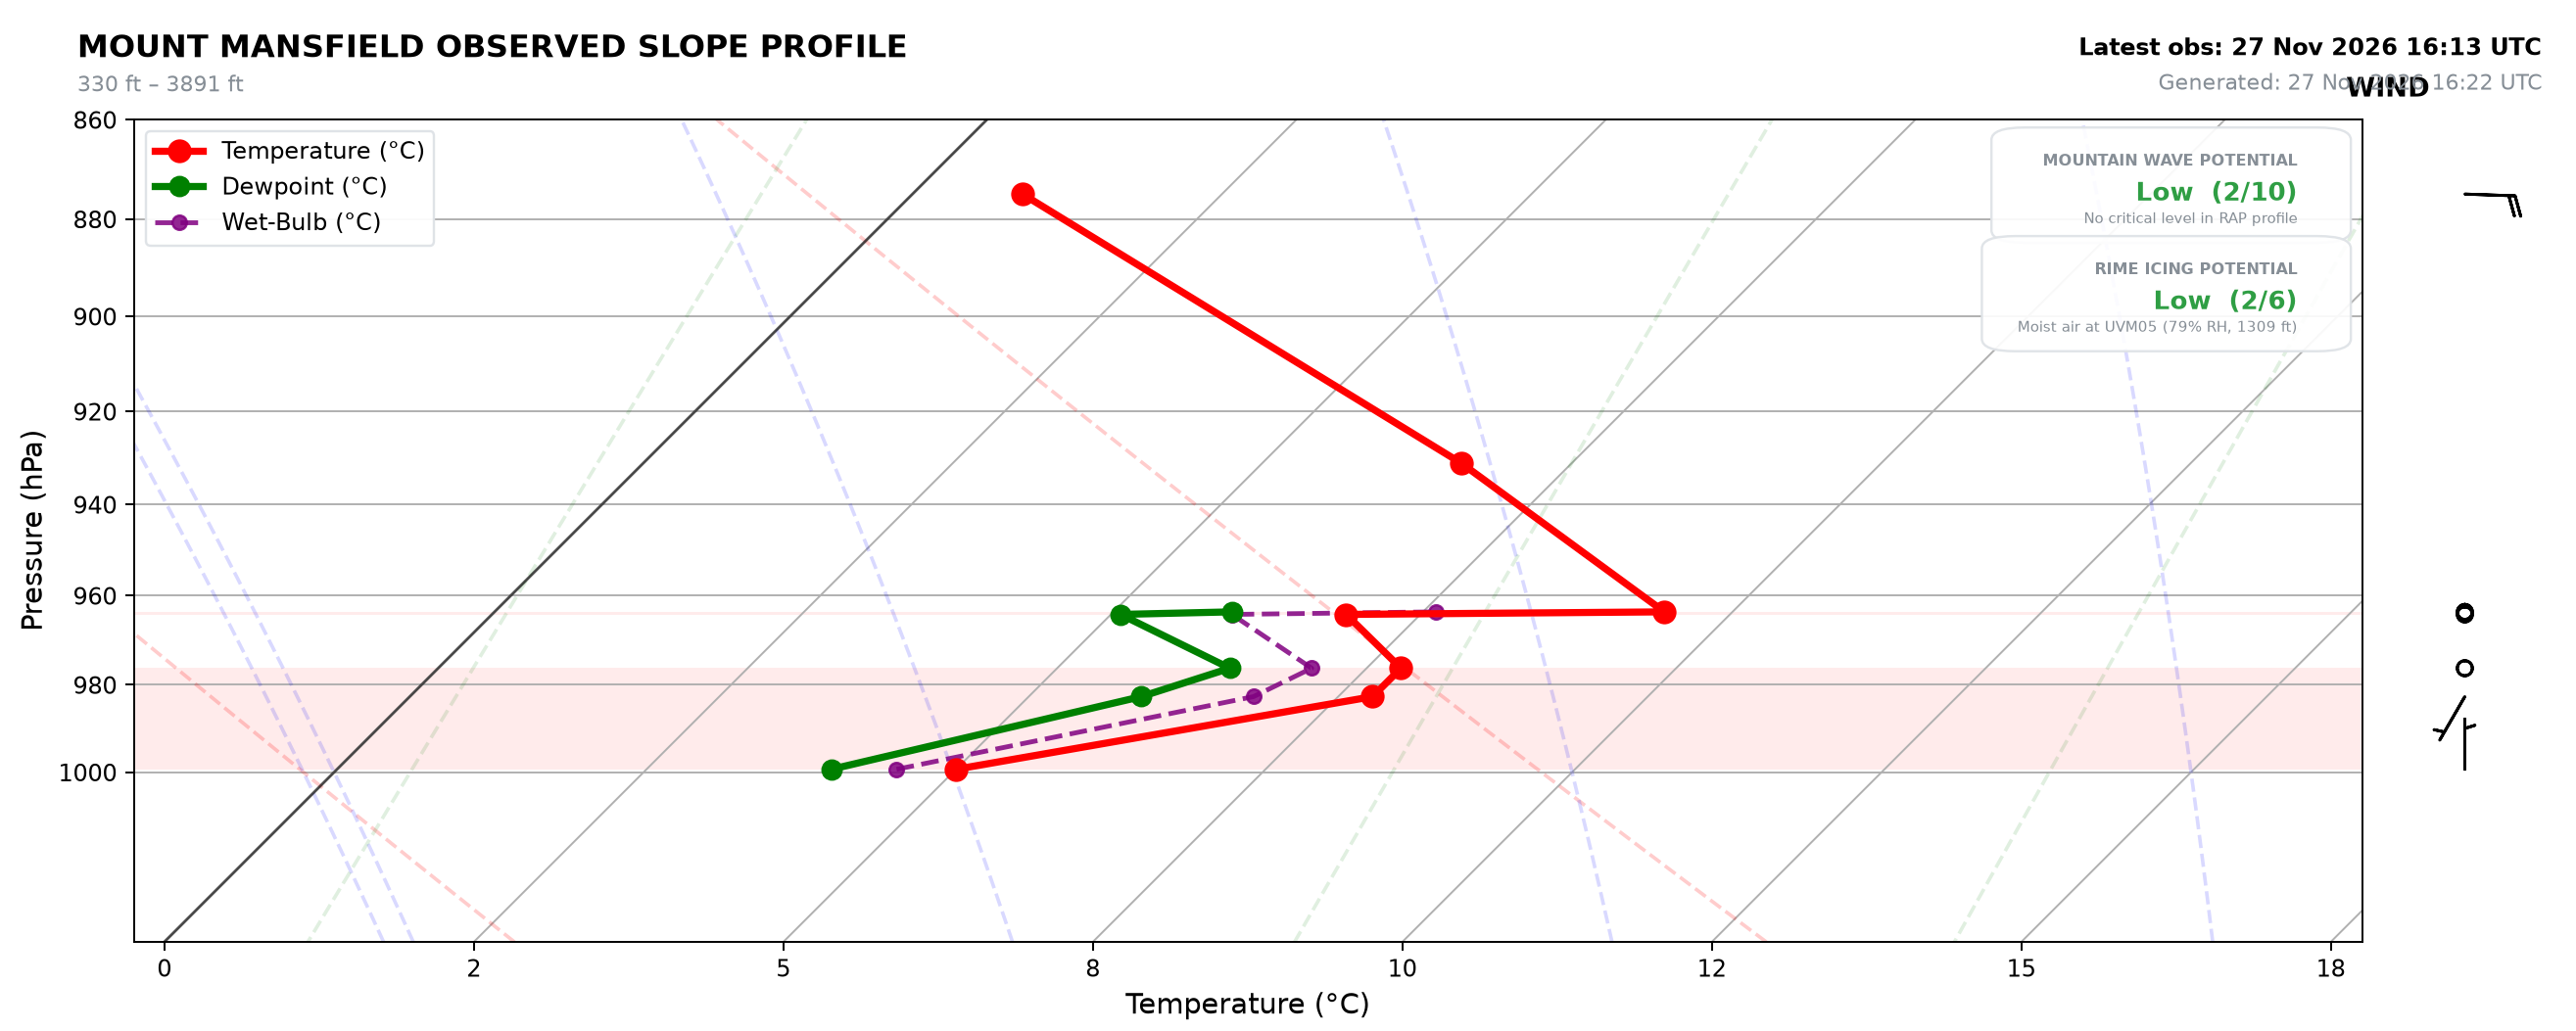 MOUNT MANSFIELD OBSERVED SLOPE PROFILE
330 ft – 3891 ft
Latest obs: 27 Nov 2026 16:13 UTC
Generated: 27 Nov 2026 16:22 UTC
WIND
Temperature (°C)
Dewpoint (°C)
Wet-Bulb (°C)
MOUNTAIN WAVE POTENTIAL
Low (2/10)
No critical level in RAP profile
RIME ICING POTENTIAL
Low (2/6)
Moist air at UVM05 (79% RH, 1309 ft)
Pressure (hPa)
860
880
900
920
940
960
980
1000
0 2 5 8 10 12 15 18
Temperature (°C)